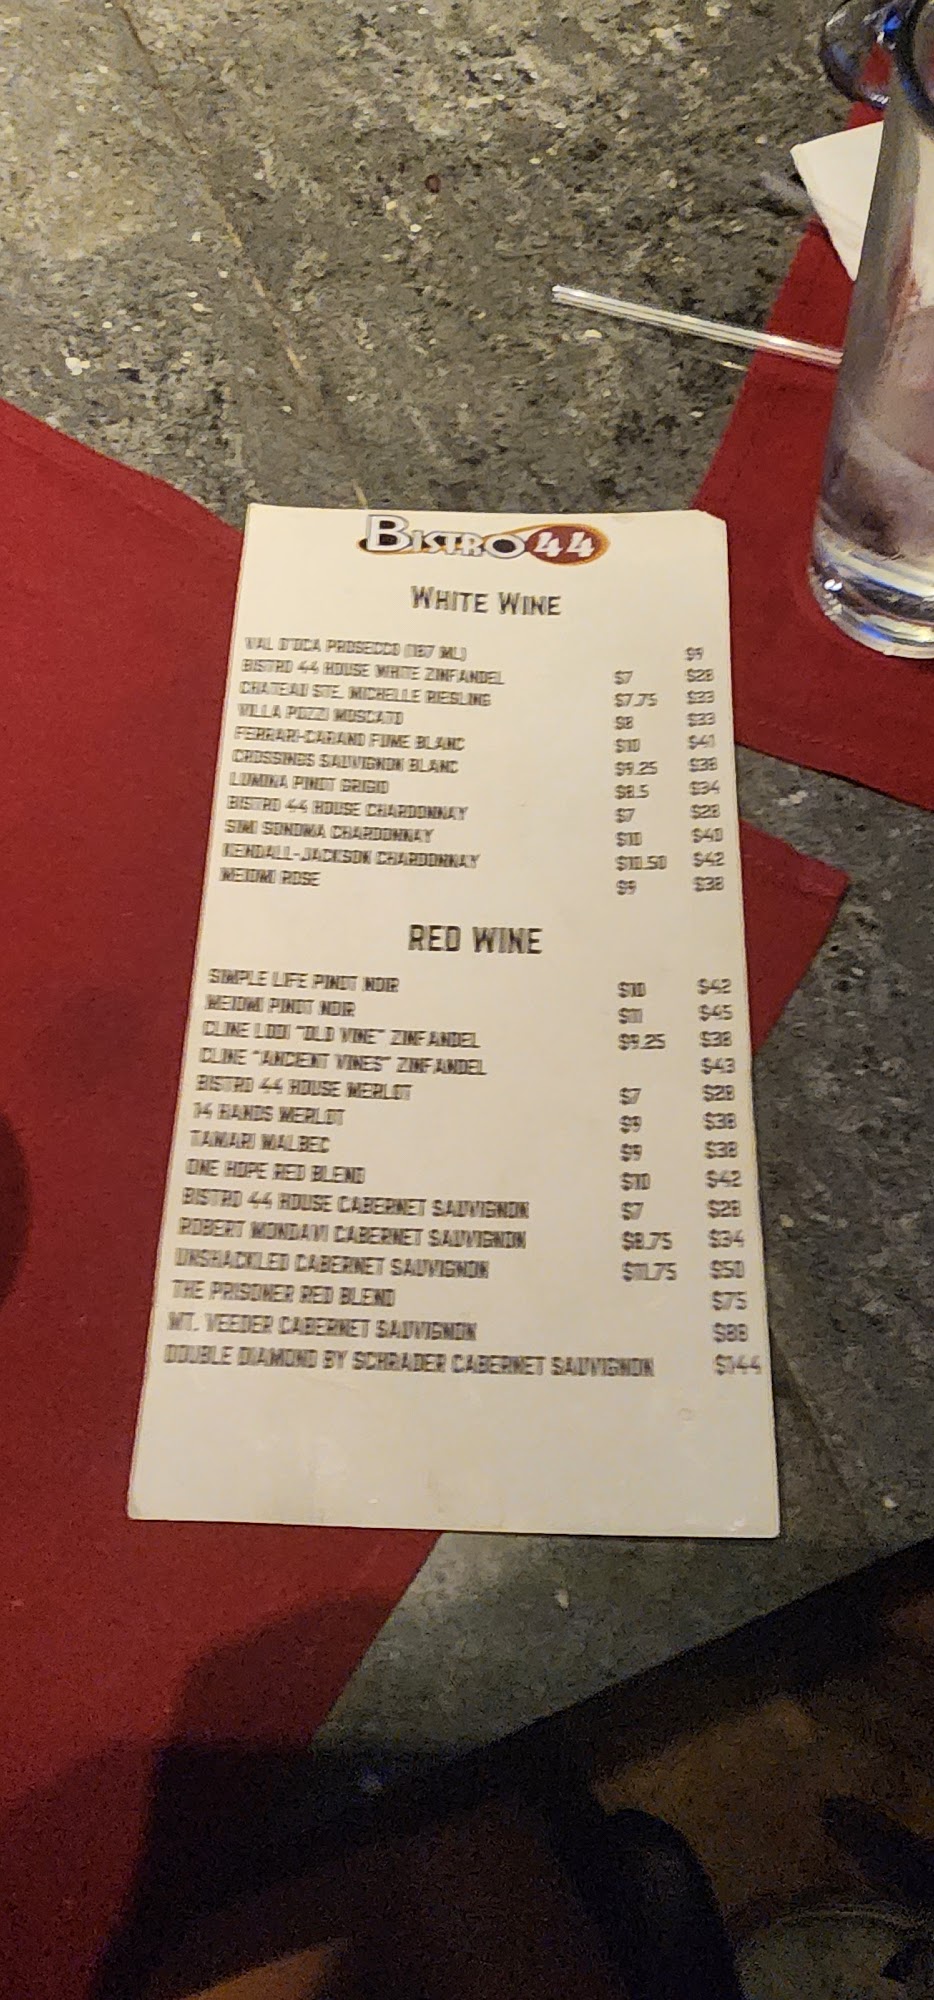 BISTRO 44
WHITE WINE
VAL D'OCA PROSECCO (187 ML) $9
BISTRO 44 HOUSE WHITE ZINFANDEL $7 $28
CHATEAU STE. MICHELLE RIESLING $7.75 $33
VILLA POZZI MOSCATO $8 $33
FERRARI-CARANO FUME BLANC $10 $41
CROSSINGS SAUVIGNON BLANC $9.25 $38
LUMINA PINOT GRIGIO $8.5 $34
BISTRO 44 HOUSE CHARDONNAY $7 $28
SIMI SONOMA CHARDONNAY $10 $40
KENDALL-JACKSON CHARDONNAY $10.50 $42
MEIOMI ROSE $9 $38
RED WINE
SIMPLE LIFE PINOT NOIR $10 $42
MEIOMI PINOT NOIR $11 $45
CLINE LODI "OLD VINE" ZINFANDEL $9.25 $38
CLINE "ANCIENT VINES" ZINFANDEL $43
BISTRO 44 HOUSE MERLOT $7 $28
14 HANDS MERLOT $9 $38
TAMARI MALBEC $9 $38
ONE HOPE RED BLEND $10 $42
BISTRO 44 HOUSE CABERNET SAUVIGNON $7 $28
ROBERT MONDAVI CABERNET SAUVIGNON $8.75 $34
UNSHACKLED CABERNET SAUVIGNON $11.75 $50
THE PRISONER RED BLEND $75
MT. VEEDER CABERNET SAUVIGNON $88
DOUBLE DIAMOND BY SCHRADER CABERNET SAUVIGNON $144